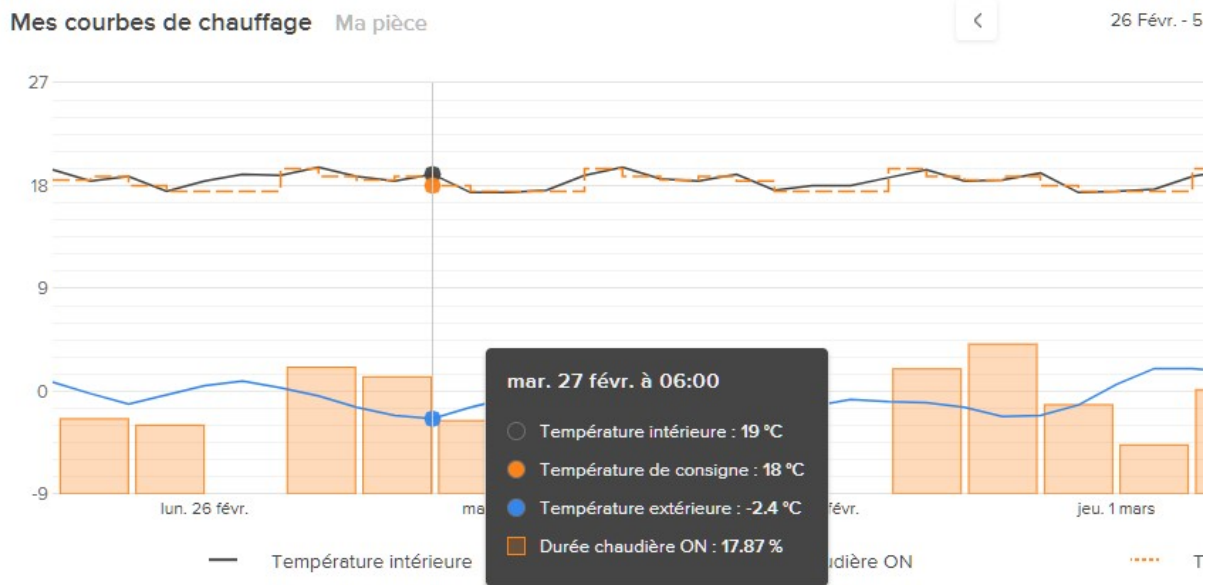 Mes courbes de chauffage Ma pièce
26 Févr. - 5
27
18
9
0
-9
mar. 27 févr. à 06:00
Température intérieure : 19 °C
Température de consigne : 18 °C
Température extérieure : -2.4 °C
Durée chaudière ON : 17.87 %
lun. 26 févr.
ma
févr.
jeu. 1 mars
Température intérieure
udière ON
T